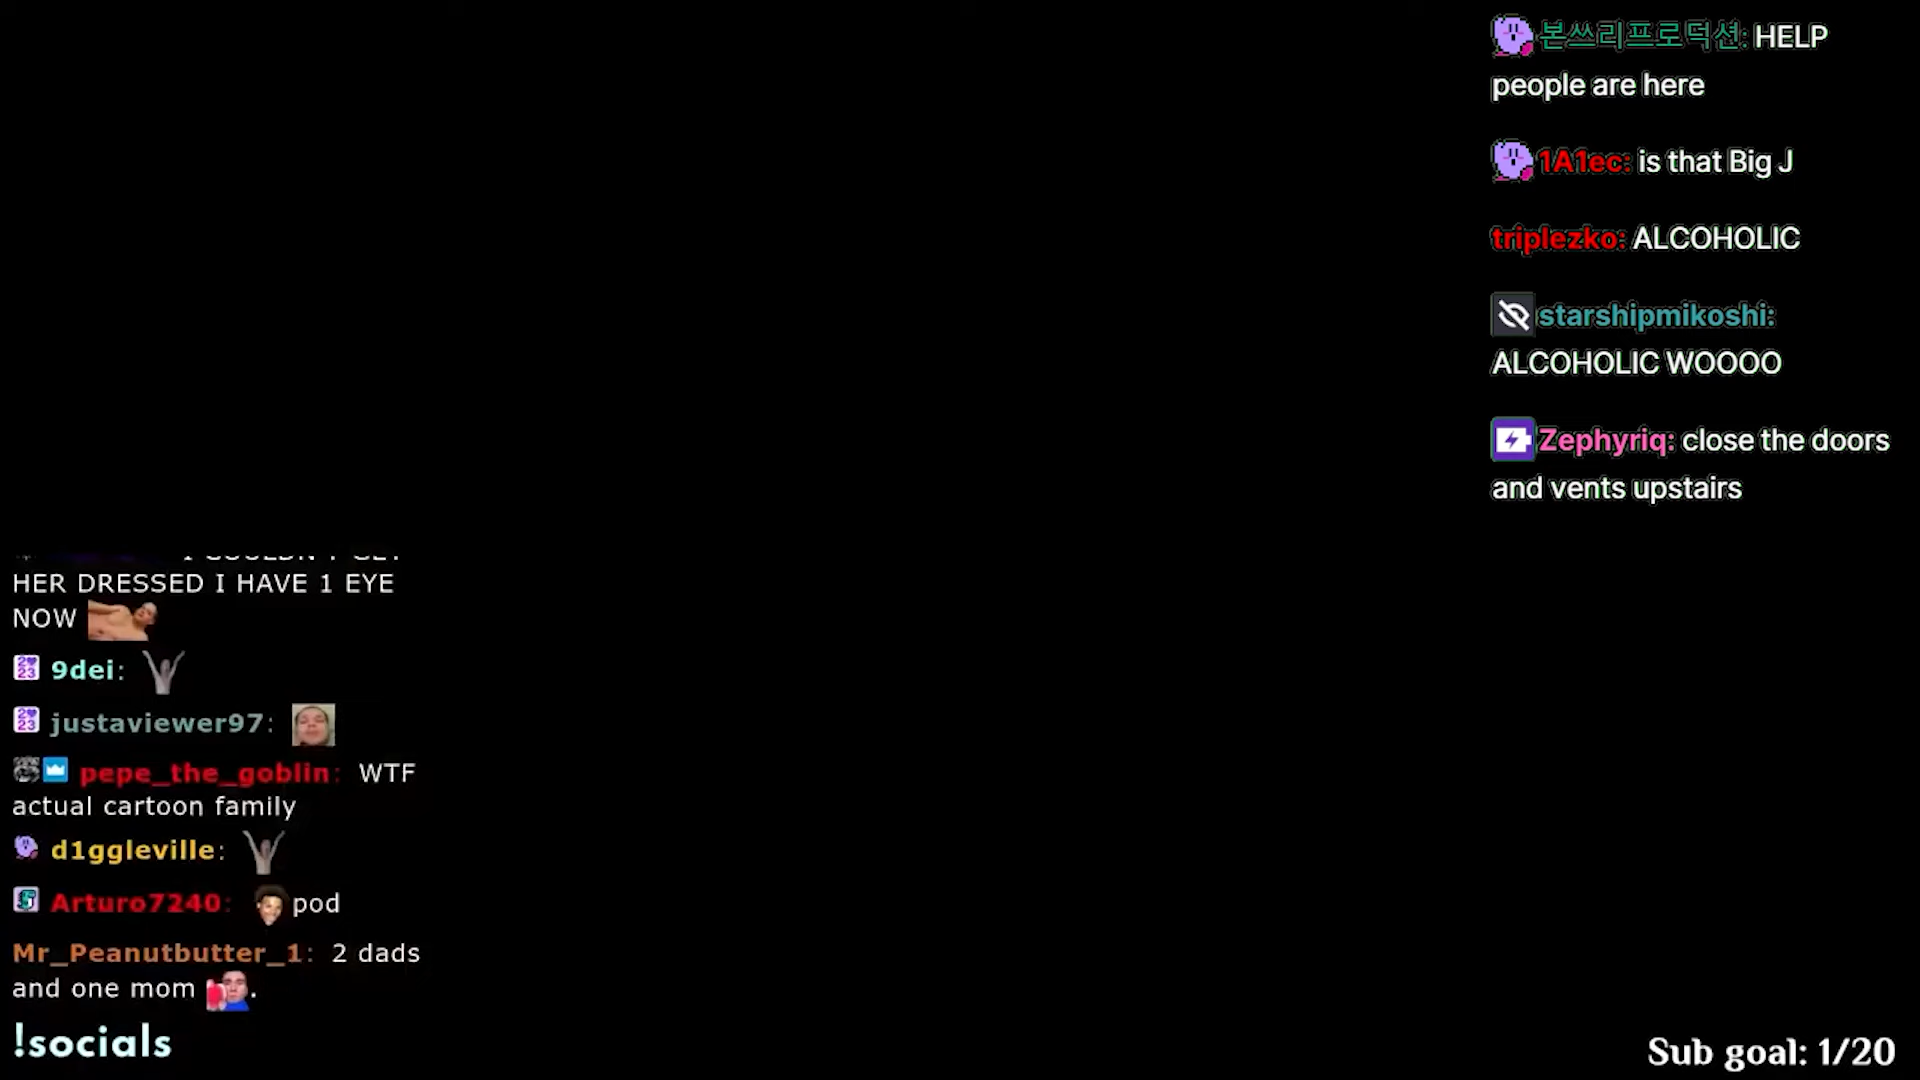 본쓰리프로덕션: HELP
people are here
1A1ec: is that Big J
triplezko: ALCOHOLIC
starshipmikoshi:
ALCOHOLIC WOOOO
Zephyriq: close the doors
and vents upstairs
I COULDN'T GET
HER DRESSED I HAVE 1 EYE
NOW
9dei:
justaviewer97:
pepe_the_goblin: WTF
actual cartoon family
d1ggleville:
Arturo7240: pod
Mr_Peanutbutter_1: 2 dads
and one mom .
!socials
Sub goal: 1/20